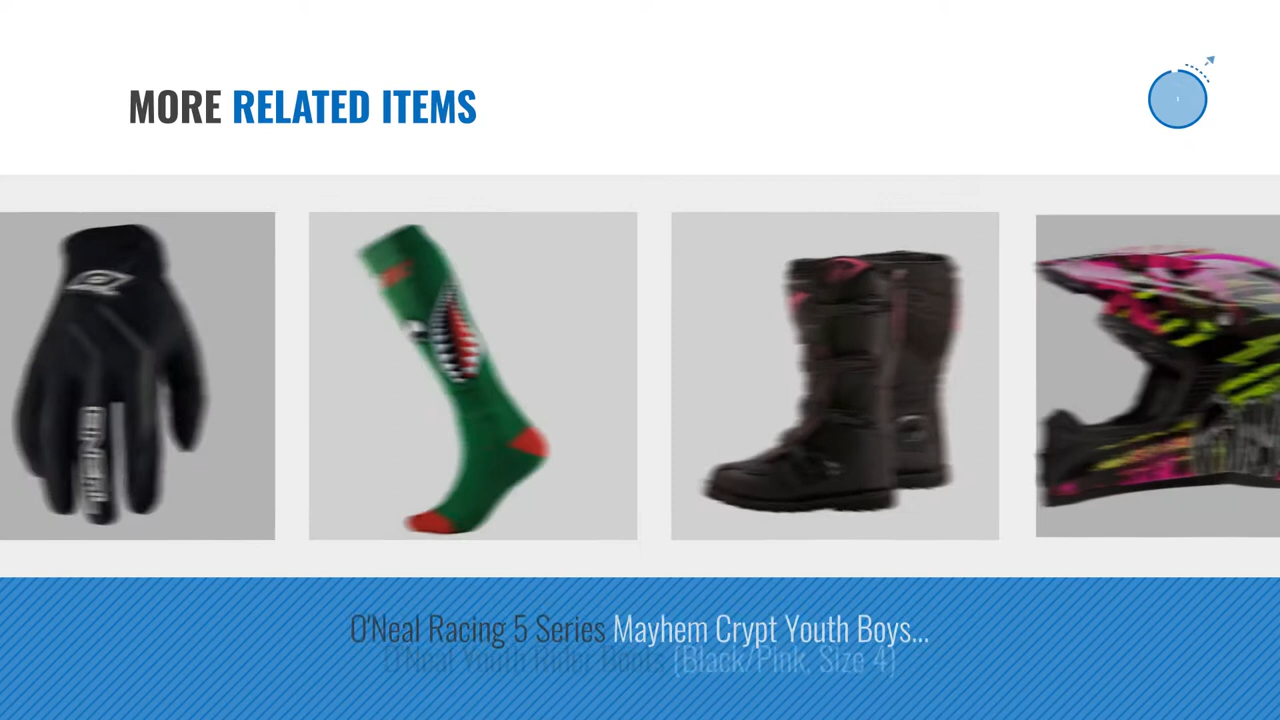 MORE RELATED ITEMS
1
O'Neal Racing 5 Series Mayhem Crypt Youth Boys...
O'Neal Youth Rider Boots (Black/Pink, Size 4)